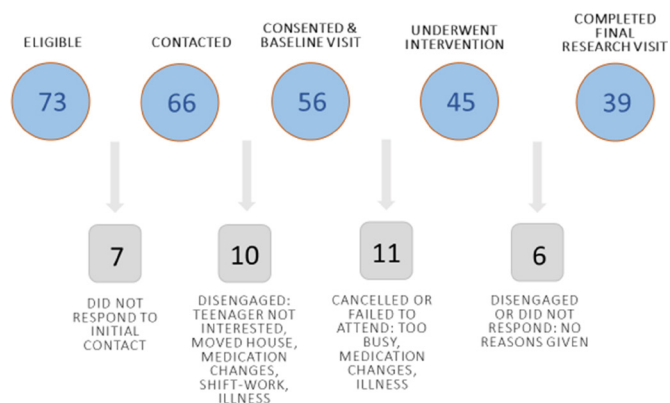 ELIGIBLE
CONTACTED
CONSENTED &
BASELINE VISIT
UNDERWENT
INTERVENTION
COMPLETED
FINAL
RESEARCH VISIT
73
66
56
45
39
7
10
11
6
DID NOT
RESPOND TO
INITIAL
CONTACT
DISENGAGED:
TEENAGER NOT
INTERESTED,
MOVED HOUSE,
MEDICATION
CHANGES,
SHIFT-WORK,
ILLNESS
CANCELLED OR
FAILED TO
ATTEND: TOO
BUSY,
MEDICATION
CHANGES,
ILLNESS
DISENGAGED
OR DID NOT
RESPOND: NO
REASONS GIVEN